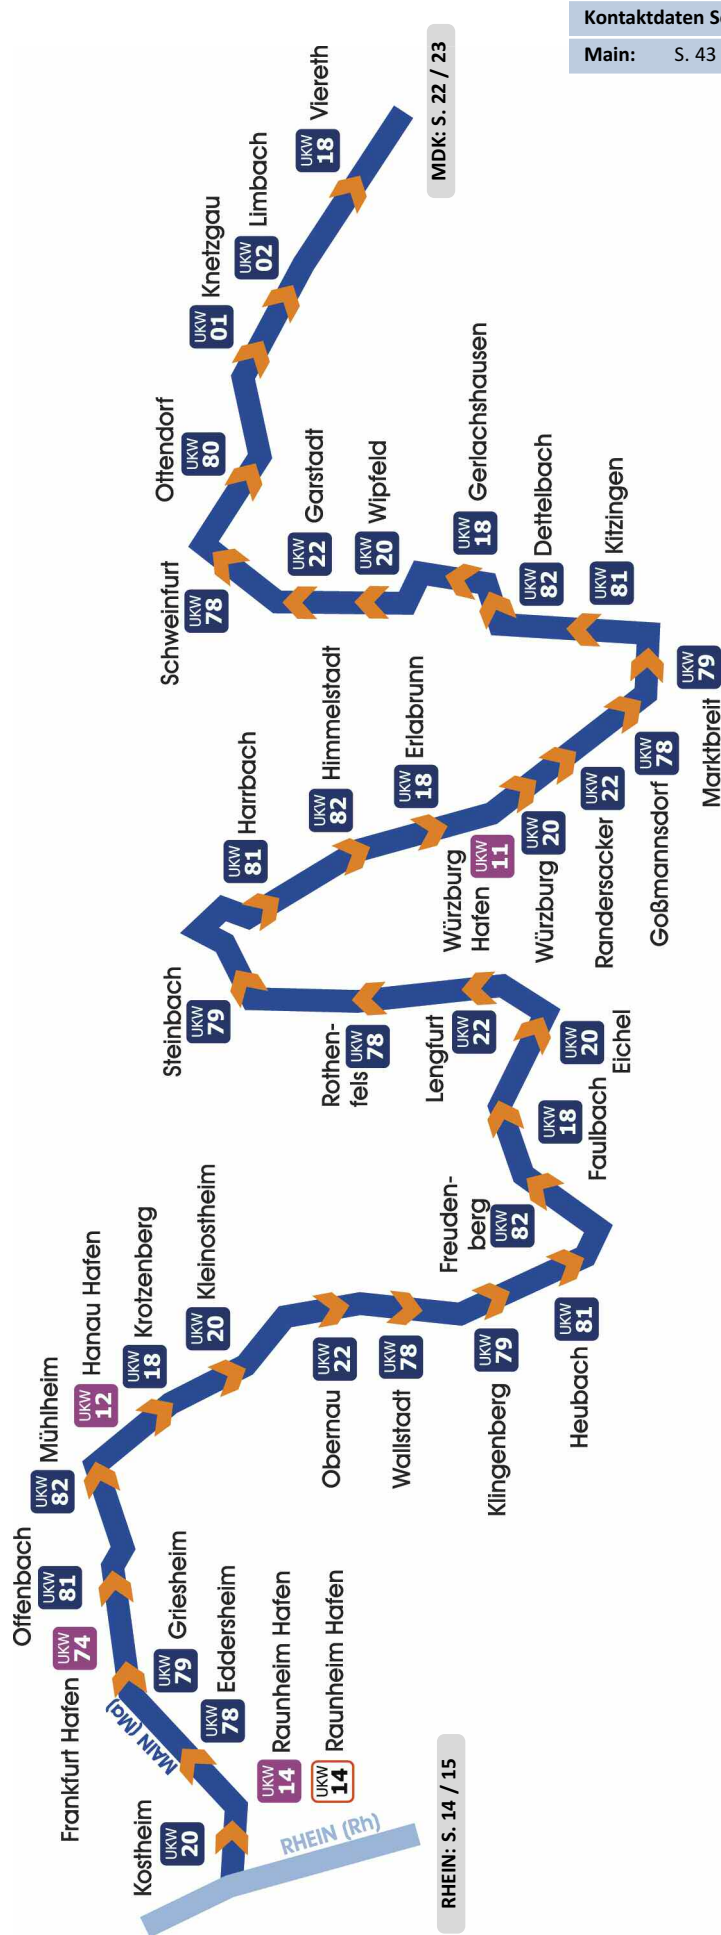 Kontaktdaten
Main: S. 43
MDK: S. 22 / 23
RHEIN: S. 14 / 15
RHEIN (Rh)
MAIN (Ma)
Kostheim
UKW
20
Raunheim Hafen
UKW
14
Raunheim Hafen
UKW
14
Eddersheim
UKW
78
Griesheim
UKW
79
Frankfurt Hafen
UKW
74
Offenbach
UKW
81
Mühlheim
UKW
82
Hanau Hafen
UKW
12
Krotzenberg
UKW
18
Kleinostheim
UKW
20
Obernau
UKW
22
Wallstadt
UKW
78
Klingenberg
UKW
79
Heubach
UKW
81
Freuden-
berg
UKW
82
Faulbach
UKW
18
Eichel
UKW
20
Lengfurt
UKW
22
Rothen-
fels
UKW
78
Steinbach
UKW
79
Harrbach
UKW
81
Himmelstadt
UKW
82
Erlabrunn
UKW
18
Würzburg
Hafen
UKW
11
Würzburg
UKW
20
Randersacker
UKW
22
Goßmannsdorf
UKW
78
Marktbreit
UKW
79
Kitzingen
UKW
81
Dettelbach
UKW
82
Gerlachshausen
UKW
18
Wipfeld
UKW
20
Garstadt
UKW
22
Schweinfurt
UKW
78
Ottendorf
UKW
80
Knetzgau
UKW
01
Limbach
UKW
02
Viereth
UKW
18